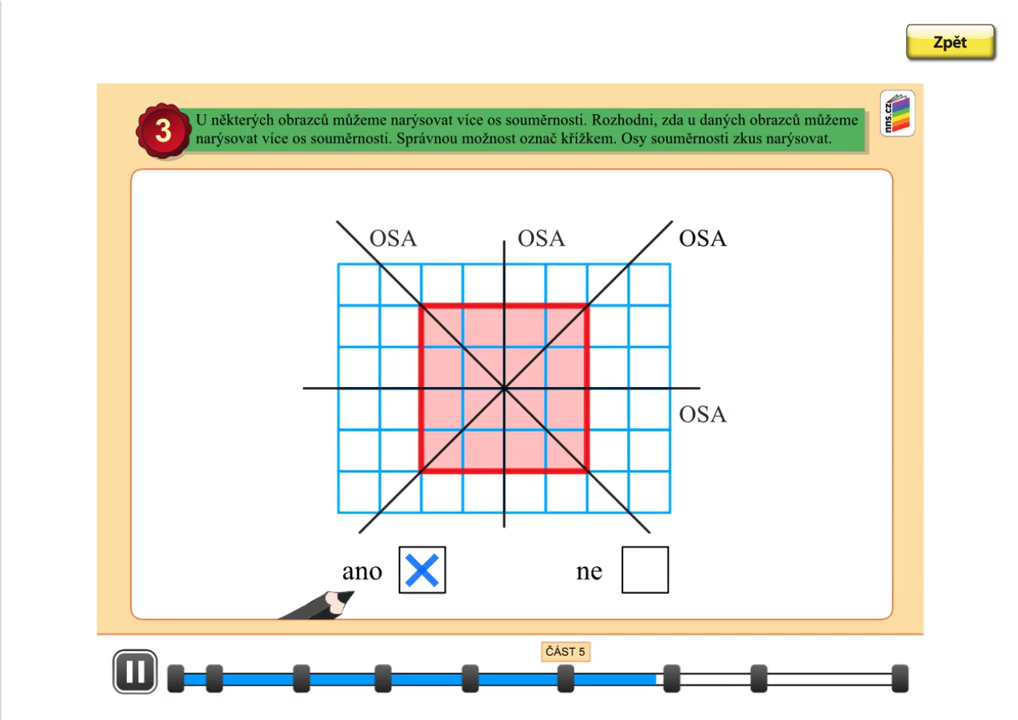 Zpět
3
U některých obrazců můžeme narýsovat více os souměrnosti. Rozhodni, zda u daných obrazců můžeme
narýsovat více os souměrnosti. Správnou možnost označ křížkem. Osy souměrnosti zkus narýsovat.
nns.cz
OSA OSA OSA
OSA
ano ne
ČÁST 5